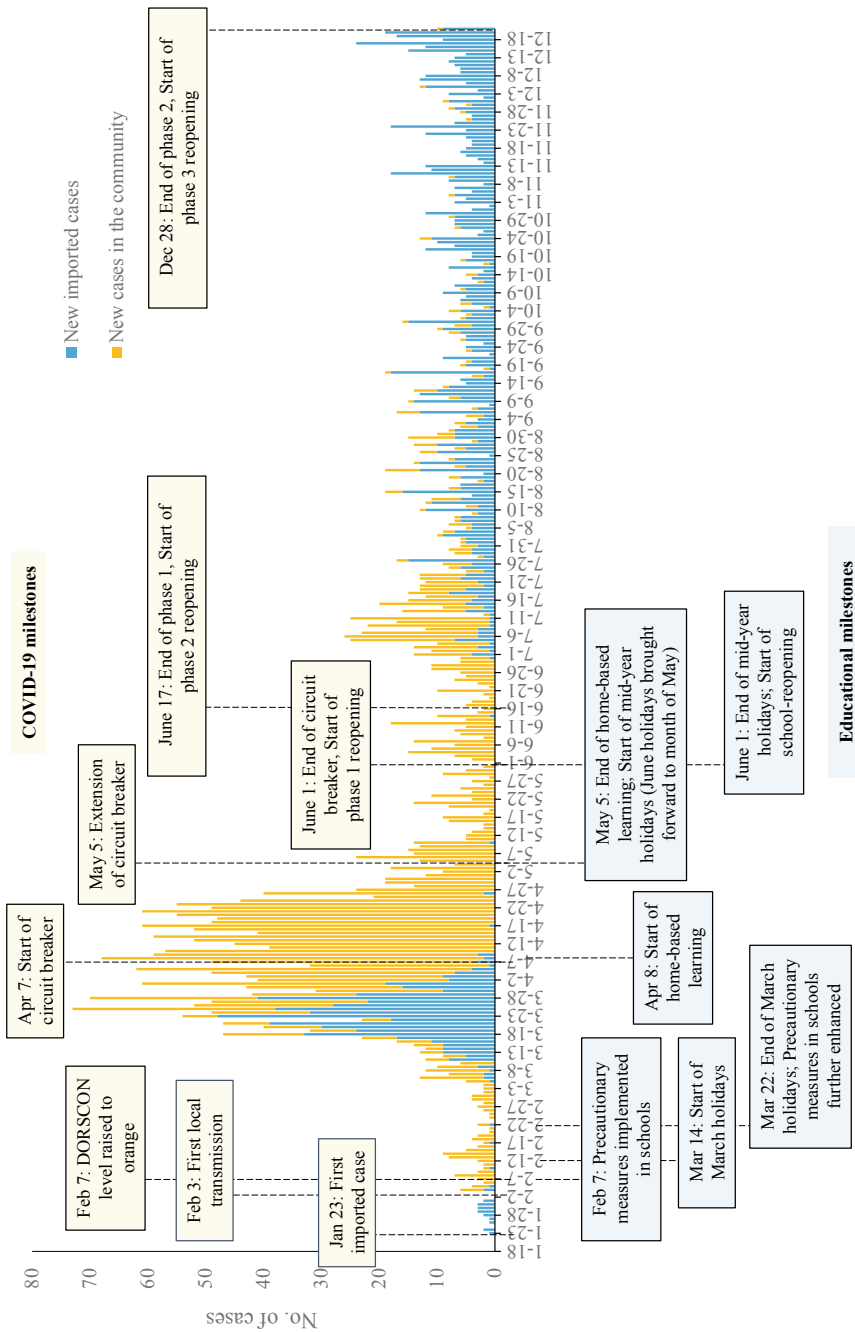 COVID-19 milestones
Feb 7: DORSCON
level raised to
orange
Feb 3: First local
transmission
Jan 23: First
imported case
Apr 7: Start of
circuit breaker
May 5: Extension
of circuit breaker
June 17: End of phase 1, Start of
phase 2 reopening
June 1: End of circuit
breaker, Start of
phase 1 reopening
Dec 28: End of phase 2, Start of
phase 3 reopening
New imported cases
New cases in the community
No. of cases
80
70
60
50
40
30
20
10
0
1-18
1-23
1-28
2-2
2-7
2-12
2-17
2-22
2-27
3-3
3-8
3-13
3-18
3-23
3-28
4-2
4-7
4-12
4-17
4-22
4-27
5-2
5-7
5-12
5-17
5-22
5-27
6-1
6-6
6-11
6-16
6-21
6-26
7-1
7-6
7-11
7-16
7-21
7-26
7-31
8-5
8-10
8-15
8-20
8-25
8-30
9-4
9-9
9-14
9-19
9-24
9-29
10-4
10-9
10-14
10-19
10-24
10-29
11-3
11-8
11-13
11-18
11-23
11-28
12-3
12-8
12-13
12-18
Feb 7: Precautionary
measures implemented
in schools
Mar 14: Start of
March holidays
Mar 22: End of March
holidays; Precautionary
measures in schools
further enhanced
Apr 8: Start of
home-based
learning
May 5: End of home-based
learning; Start of mid-year
holidays (June holidays brought
forward to month of May)
June 1: End of mid-year
holidays; Start of
school-reopening
Educational milestones